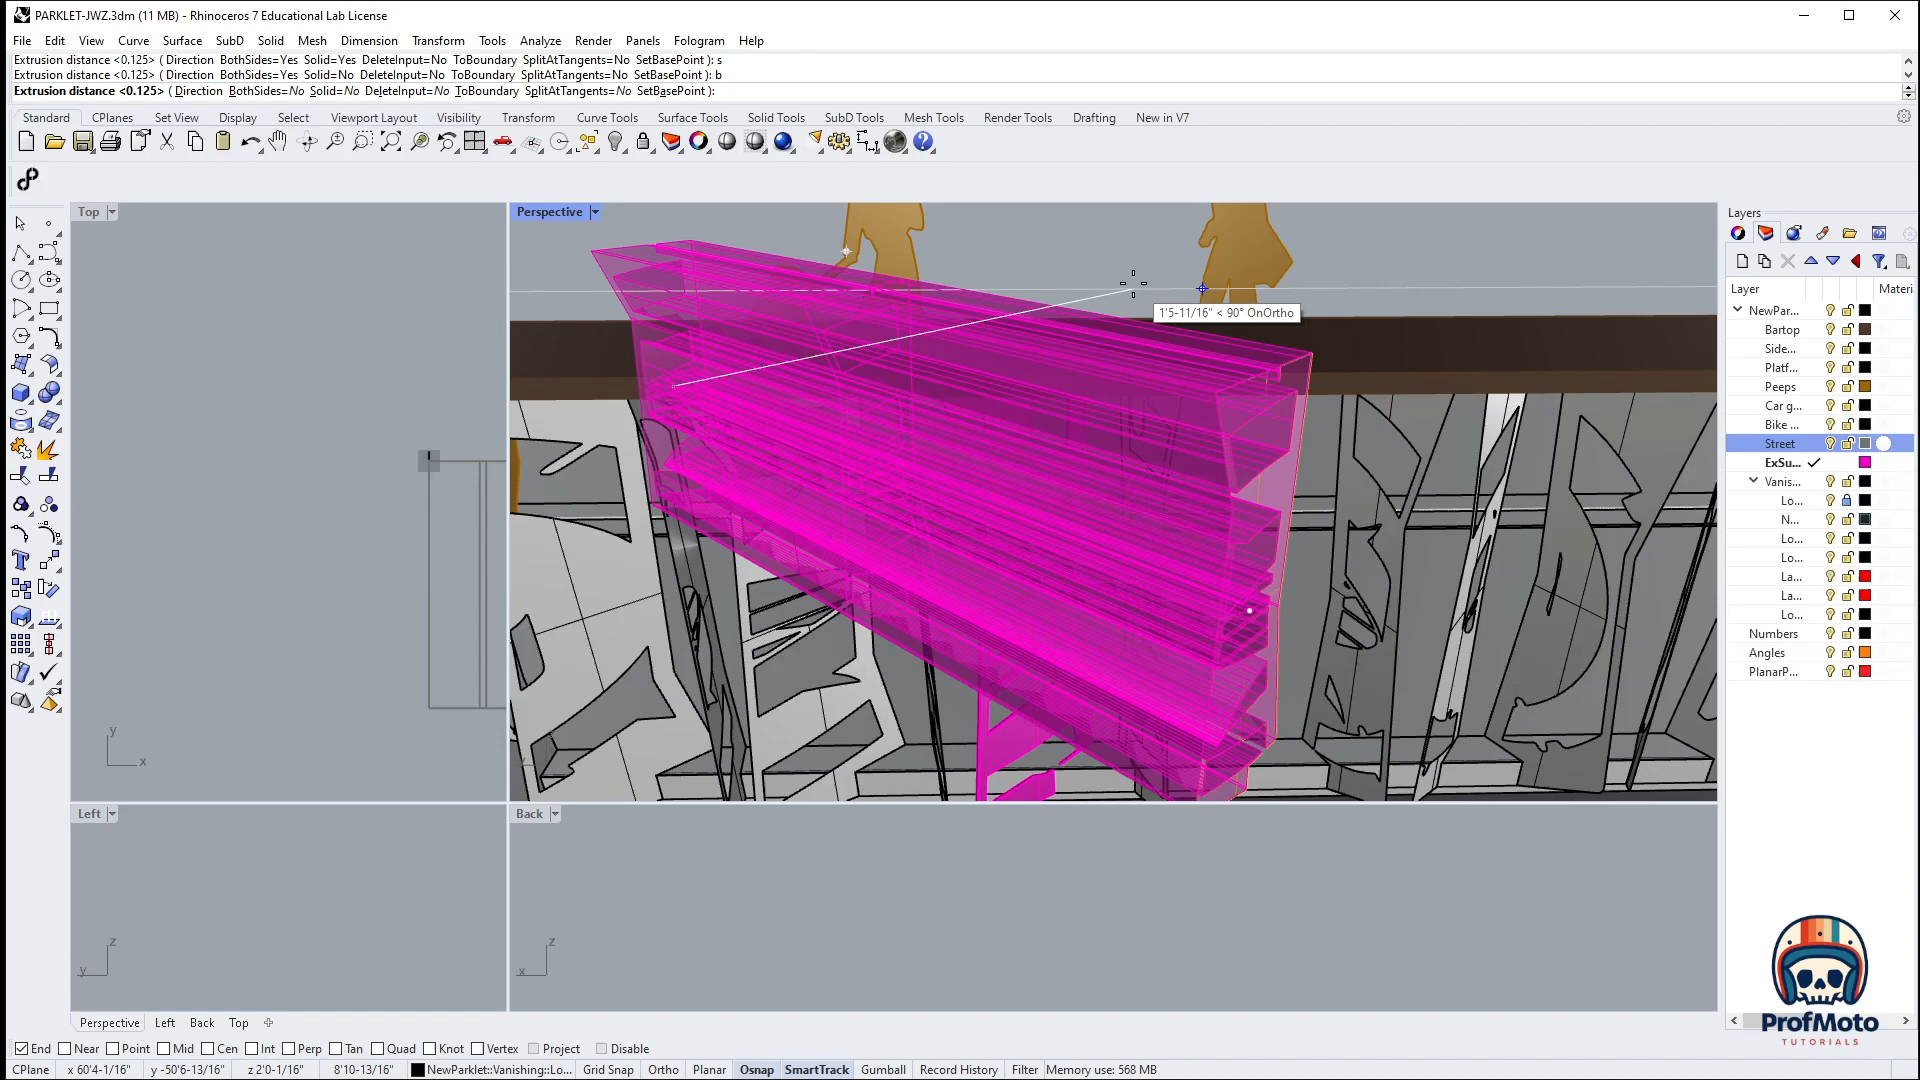 PARKLET-JWZ.3dm (11 MB) - Rhinoceros 7 Educational Lab License
File Edit View Curve Surface SubD Solid Mesh Dimension Transform Tools Analyze Render Panels Fologram Help
Extrusion distance <0.125> ( Direction BothSides=Yes Solid=Yes DeleteInput=No ToBoundary SplitAtTangents=No SetBasePoint ): s
Extrusion distance <0.125> ( Direction BothSides=Yes Solid=No DeleteInput=No ToBoundary SplitAtTangents=No SetBasePoint ): b
Extrusion distance <0.125> ( Direction BothSides=No Solid=No DeleteInput=No ToBoundary SplitAtTangents=No SetBasePoint ):
Standard CPlanes Set View Display Select Viewport Layout Visibility Transform Curve Tools Surface Tools Solid Tools SubD Tools Mesh Tools Render Tools Drafting New in V7
Top
Perspective
Layers
Layer Materi
NewPar...
Bartop
Side...
Platf...
Peeps
Car g...
Bike ...
Street
ExSu...
Vanis...
Lo...
N...
Lo...
Lo...
La...
La...
Lo...
Numbers
Angles
PlanarP...
1'5-11/16" < 90° OnOrtho
y
x
Left
Back
z
y
z
x
ProfMoto
TUTORIALS
Perspective Left Back Top
End Near Point Mid Cen Int Perp Tan Quad Knot Vertex Project Disable
CPlane x 60'4-1/16" y -50'6-13/16" z 2'0-1/16" 8'10-13/16" NewParklet::Vanishing::Lo... Grid Snap Ortho Planar Osnap SmartTrack Gumball Record History Filter Memory use: 568 MB